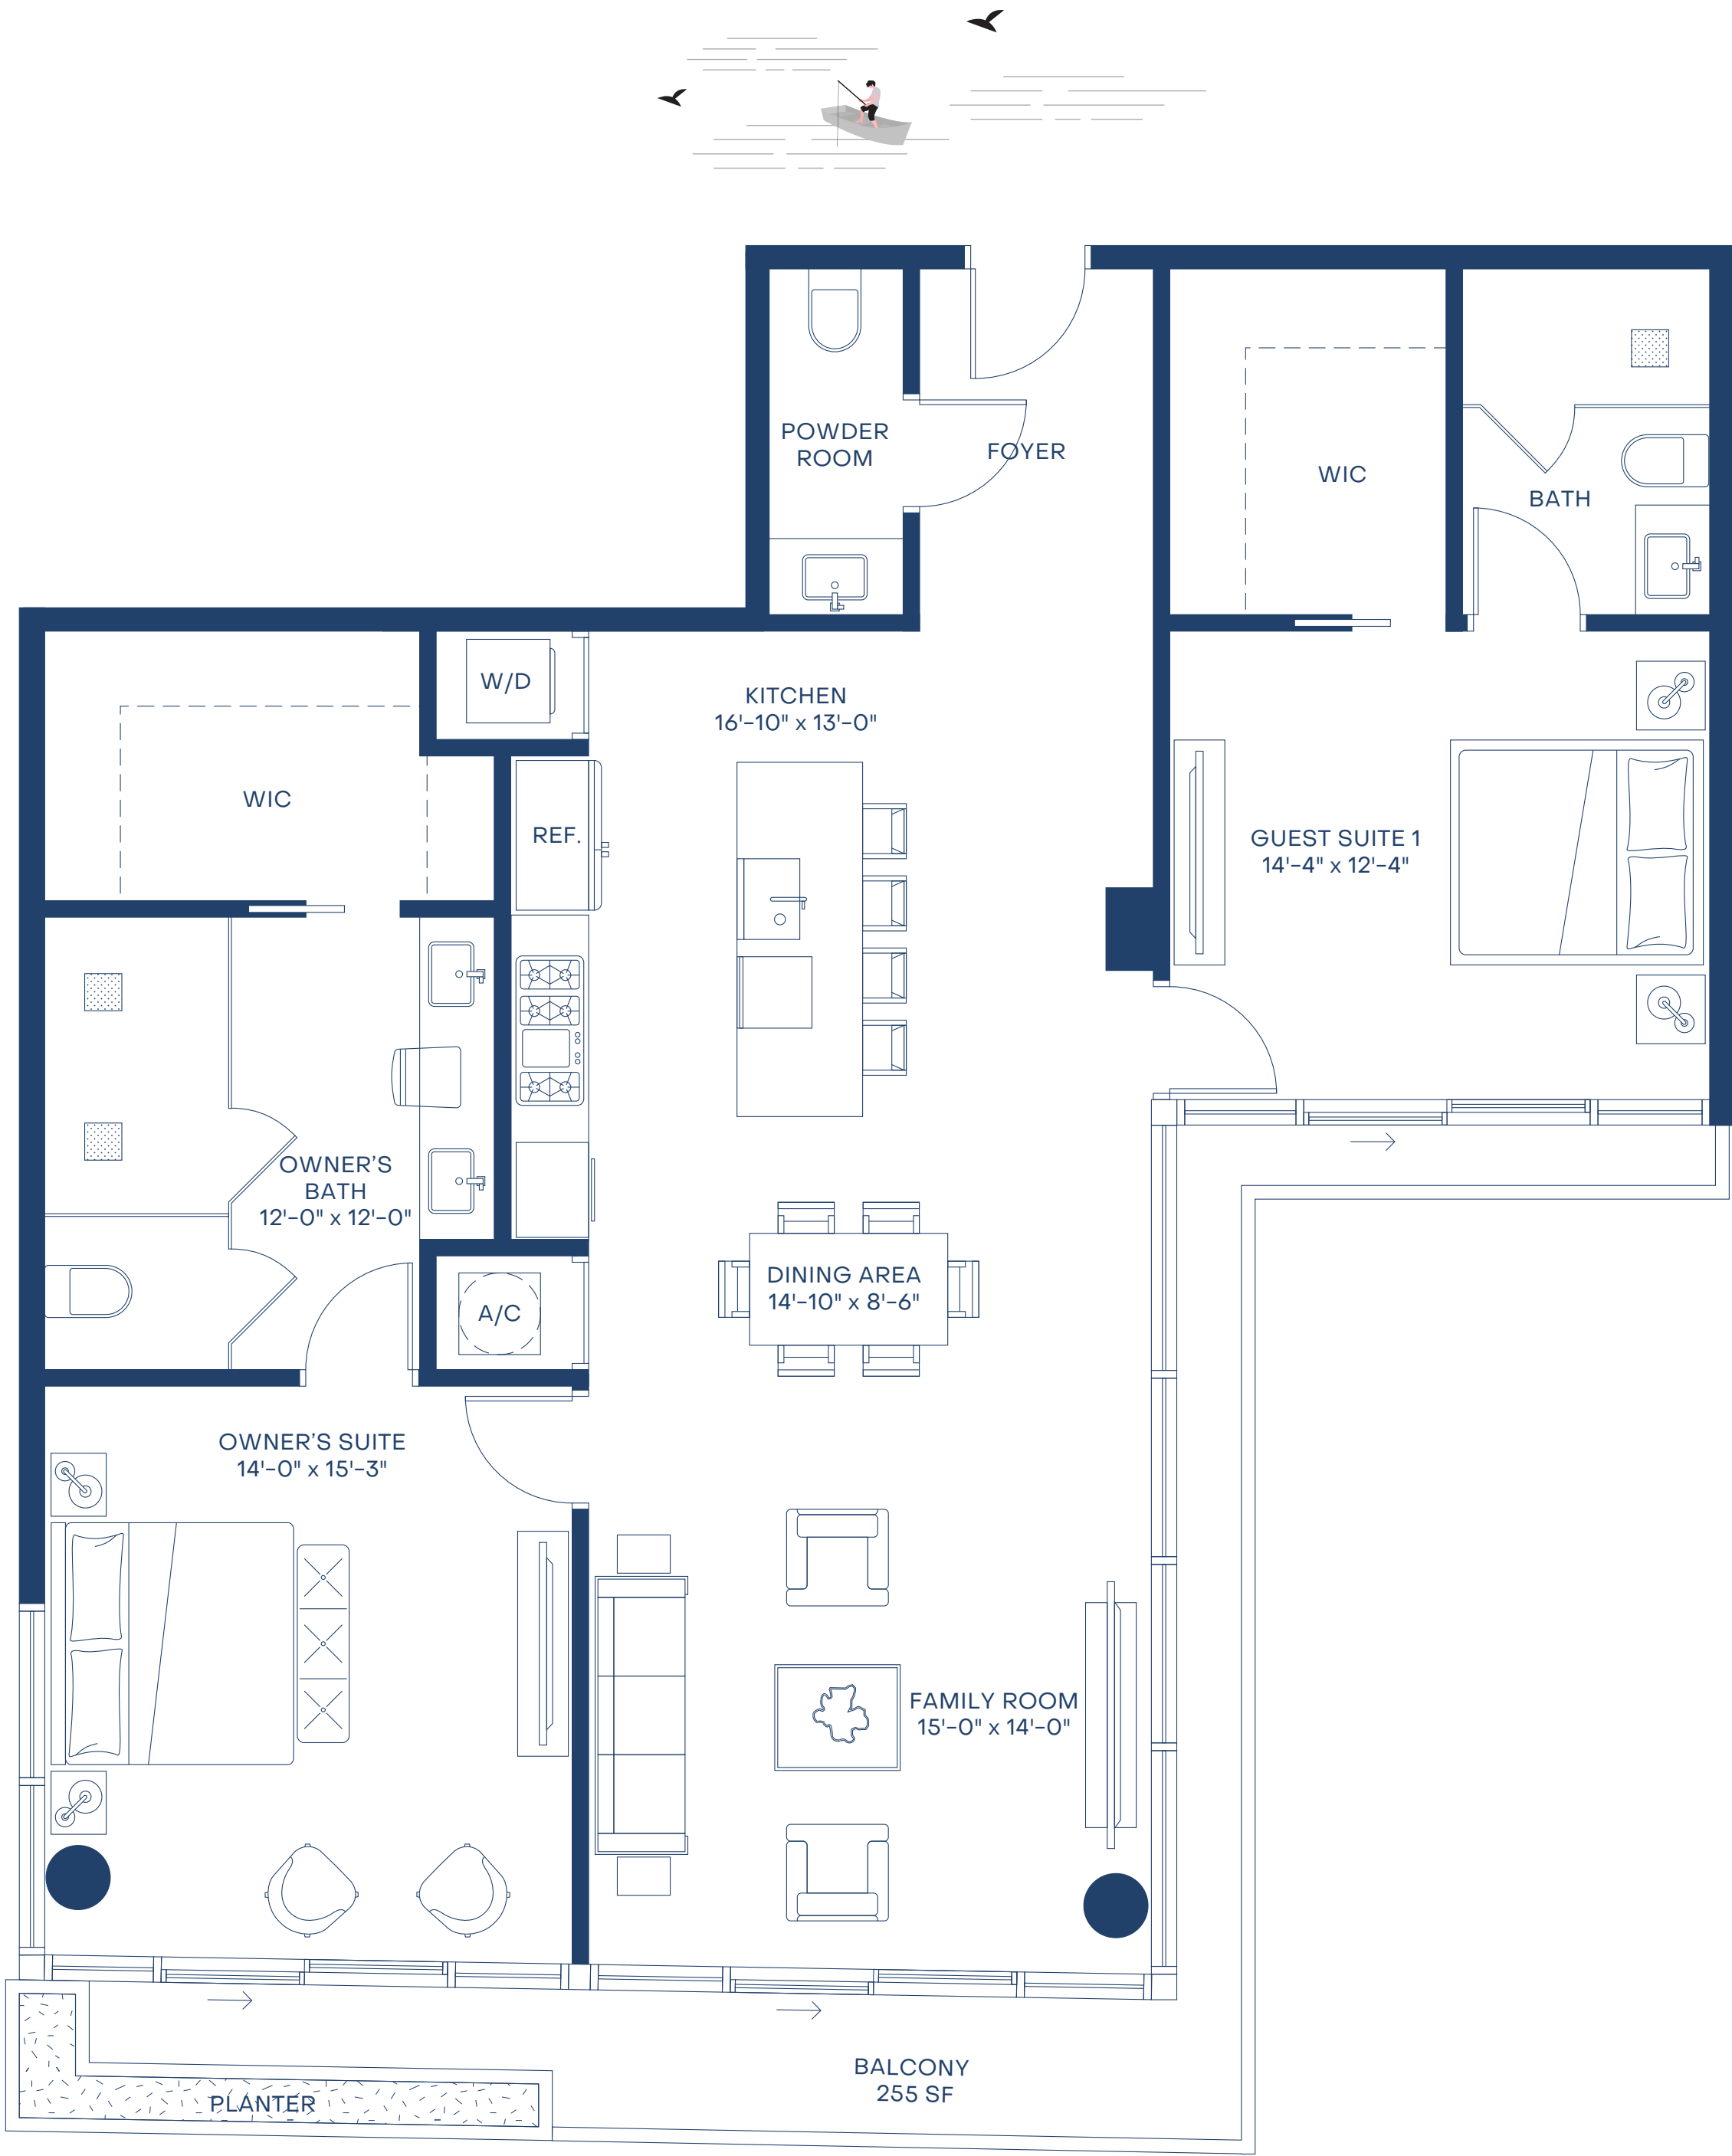 POWDER
ROOM
FOYER
WIC
BATH
W/D
KITCHEN
16'-10" x 13'-0"
WIC
REF.
GUEST SUITE 1
14'-4" x 12'-4"
OWNER’S
BATH
12'-0" x 12'-0"
DINING AREA
14'-10" x 8'-6"
A/C
OWNER’S SUITE
14'-0" x 15'-3"
FAMILY ROOM
15'-0" x 14'-0"
BALCONY
255 SF
PLANTER